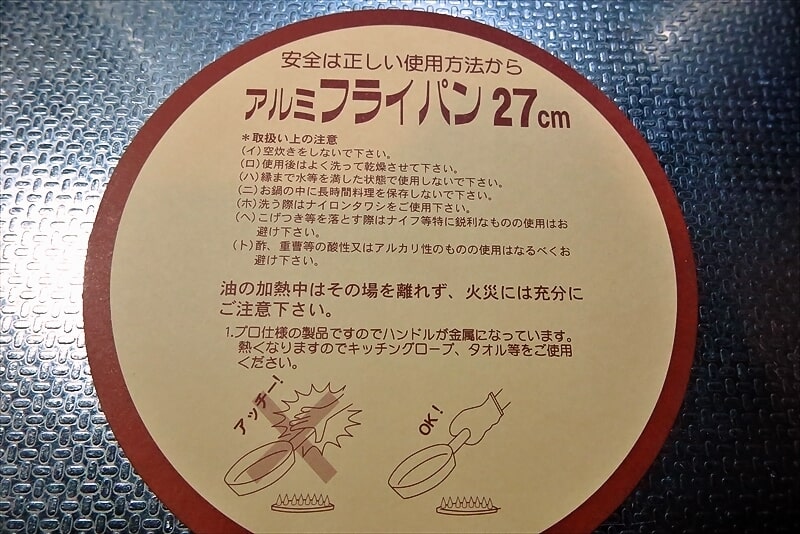 安全は正しい使用方法から
アルミフライパン 27cm
＊取扱い上の注意
(イ)空炊きをしないで下さい。
(ロ)使用後はよく洗って乾燥させて下さい。
(ハ)縁まで水等を満した状態で使用しないで下さい。
(ニ)お鍋の中に長時間料理を保存しないで下さい。
(ホ)洗う際はナイロンタワシをご使用下さい。
(ヘ)こげつき等を落とす際はナイフ等特に鋭利なものの使用はお
避け下さい。
(ト)酢、重曹等の酸性又はアルカリ性のものの使用はなるべくお
避け下さい。
油の加熱中はその場を離れず、火災には充分に
ご注意下さい。
1.プロ仕様の製品ですのでハンドルが金属になっています。
熱くなりますのでキッチングローブ、タオル等をご使用
ください。
アッチー!
OK!